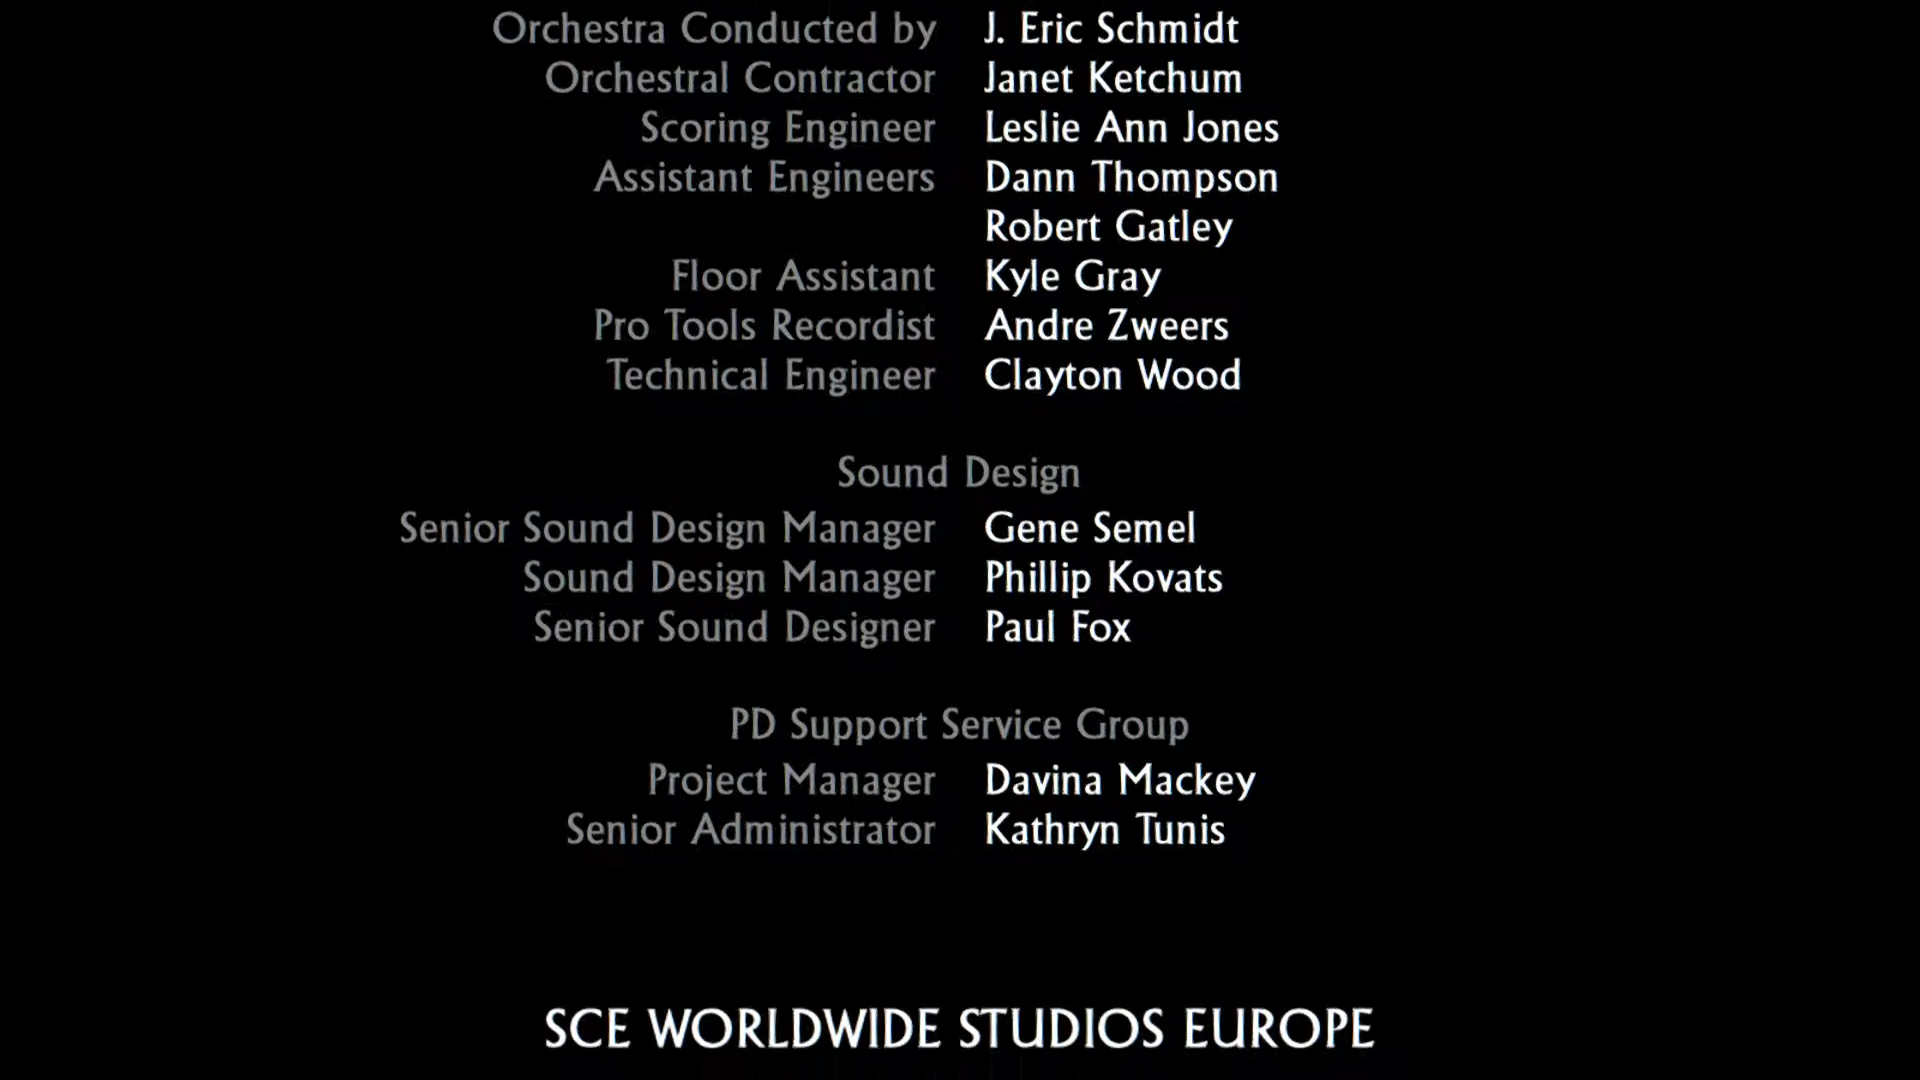 Orchestra Conducted by J. Eric Schmidt
Orchestral Contractor Janet Ketchum
Scoring Engineer Leslie Ann Jones
Assistant Engineers Dann Thompson
Robert Gatley
Floor Assistant Kyle Gray
Pro Tools Recordist Andre Zweers
Technical Engineer Clayton Wood
Sound Design
Senior Sound Design Manager Gene Semel
Sound Design Manager Phillip Kovats
Senior Sound Designer Paul Fox
PD Support Service Group
Project Manager Davina Mackey
Senior Administrator Kathryn Tunis
SCE WORLDWIDE STUDIOS EUROPE